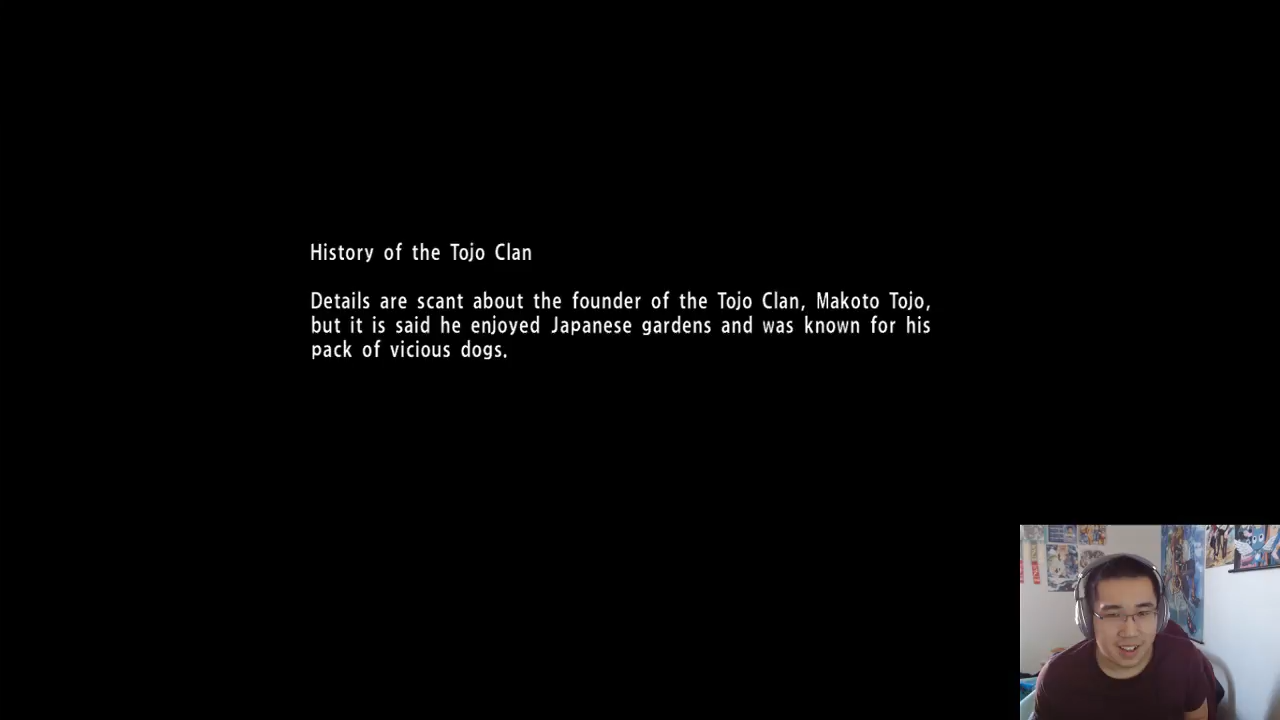 History of the Tojo Clan
Details are scant about the founder of the Tojo Clan, Makoto Tojo,
but it is said he enjoyed Japanese gardens and was known for his
pack of vicious dogs.